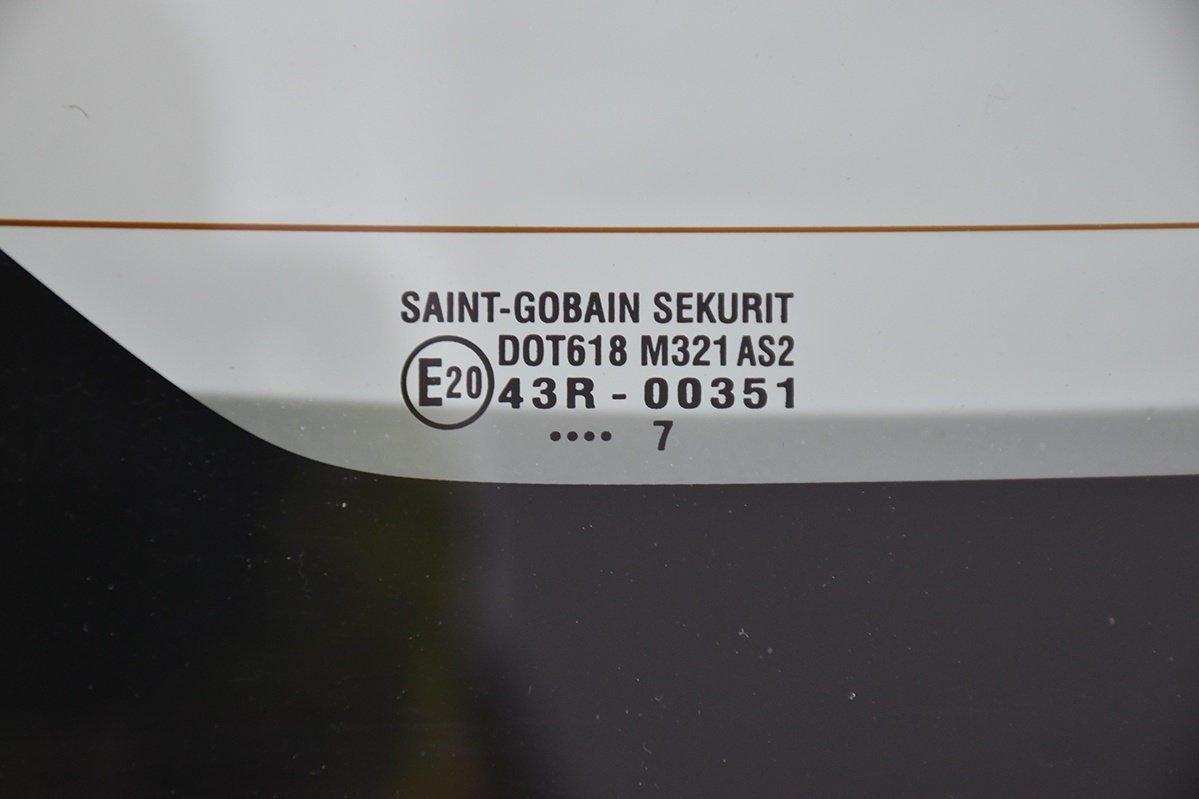 SAINT-GOBAIN SEKURIT
DOT618 M321 AS2
E20 43R - 00351
•••• 7